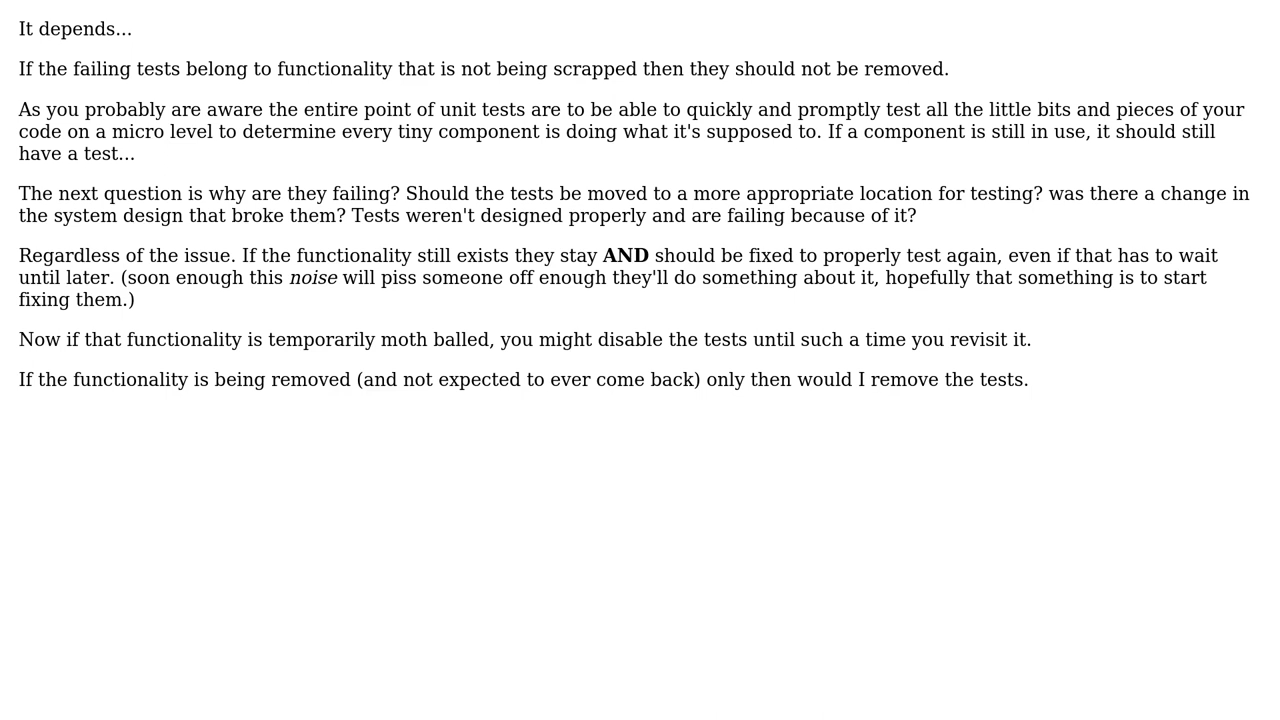 It depends...
If the failing tests belong to functionality that is not being scrapped then they should not be removed.
As you probably are aware the entire point of unit tests are to be able to quickly and promptly test all the little bits and pieces of your
code on a micro level to determine every tiny component is doing what it's supposed to. If a component is still in use, it should still
have a test...
The next question is why are they failing? Should the tests be moved to a more appropriate location for testing? was there a change in
the system design that broke them? Tests weren't designed properly and are failing because of it?
Regardless of the issue. If the functionality still exists they stay AND should be fixed to properly test again, even if that has to wait
until later. (soon enough this noise will piss someone off enough they'll do something about it, hopefully that something is to start
fixing them.)
Now if that functionality is temporarily moth balled, you might disable the tests until such a time you revisit it.
If the functionality is being removed (and not expected to ever come back) only then would I remove the tests.